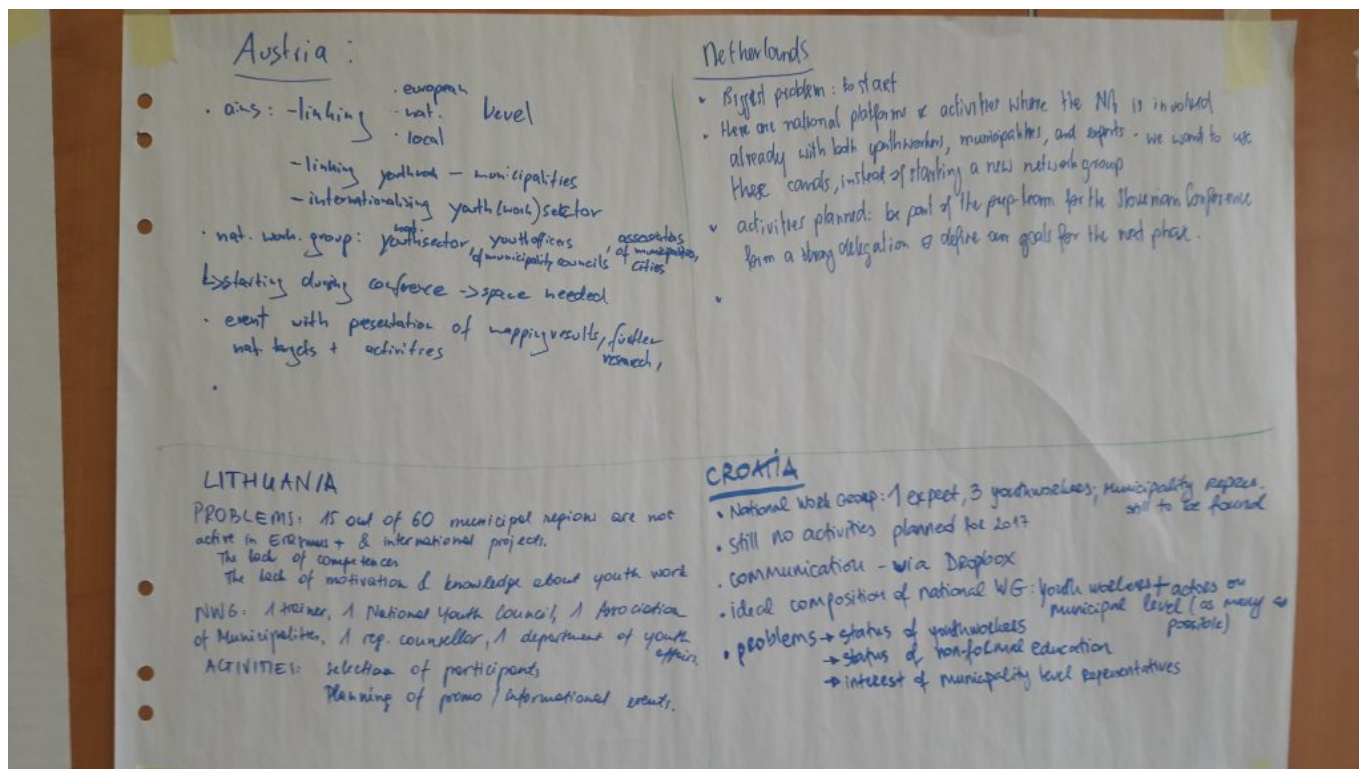 Austria :
· aims: - linking · european · nat. · local level
- linking youthwork - municipalities
- internationalising youth (work) sector
· nat. work. group: nat. youthsector, youthofficers of municipality councils, of municipalities, cities
↳ starting during conference -> space needed
· event with presentation of mapping results, further research,
nat. targets + activities
·
Netherlands
· Biggest problem: to start
· There are national platforms & activities where the NA is involved
already with both youthworkers, municipalities, and experts. we want to use
these, instead of starting a new network group
· activities planned: be part of the prep-team for the Slovenian Conference
form a strong delegation & define our goals for the next phase.
·
LITHUANIA
PROBLEMS: 15 out of 60 municipal regions are not
active in Erasmus + & international projects.
The lack of competences
The lack of motivation & knowledge about youth work
NWG: 1 trainer, 1 National Youth Council, 1 Association
of Municipalities, 1 reg. counsellor, 1 department of youth
affairs.
ACTIVITIES: selection of participants
Planning of promo / informational events.
CROATIA
· National Work Group: 1 expert, 3 youthworkers; municipality represen.
still to be found
· still no activities planned for 2017
· communication - via Dropbox
· ideal composition of national WG: youth workers + actors on
municipal level (as many as
possible)
· problems → status of youthworkers
→ status of non-formal education
→ interest of municipality level representatives